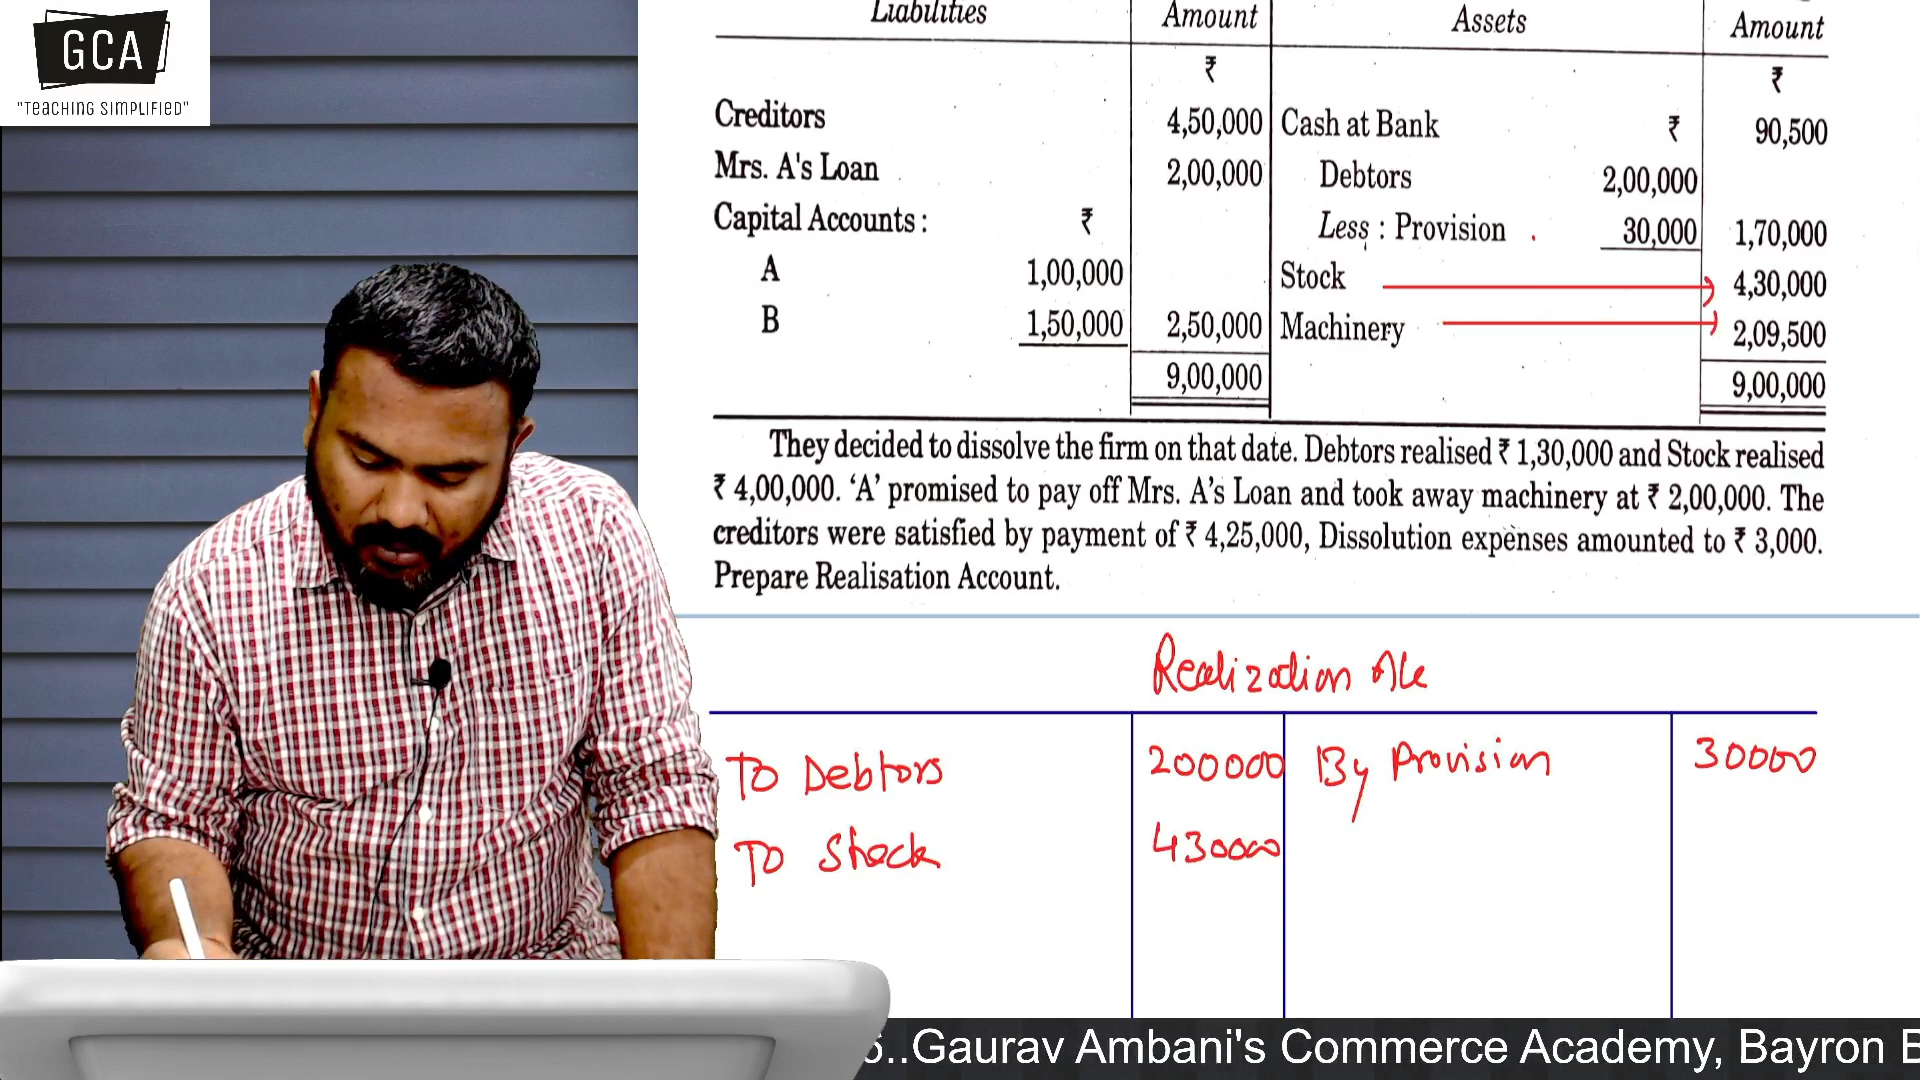 GCA
"TEACHING SIMPLIFIED"
Liabilities Amount Assets Amount
₹ ₹
Creditors 4,50,000 Cash at Bank ₹ 90,500
Mrs. A's Loan 2,00,000 Debtors 2,00,000
Capital Accounts : ₹ Less : Provision 30,000 1,70,000
A 1,00,000 Stock 4,30,000
B 1,50,000 2,50,000 Machinery 2,09,500
9,00,000 9,00,000
They decided to dissolve the firm on that date. Debtors realised ₹ 1,30,000 and Stock realised
₹ 4,00,000. ‘A’ promised to pay off Mrs. A's Loan and took away machinery at ₹ 2,00,000. The
creditors were satisfied by payment of ₹ 4,25,000, Dissolution expenses amounted to ₹ 3,000.
Prepare Realisation Account.
Realization A/c
To Debtors 200000 By Provision 30000
To Stock 430000
..Gaurav Ambani's Commerce Academy, Bayron